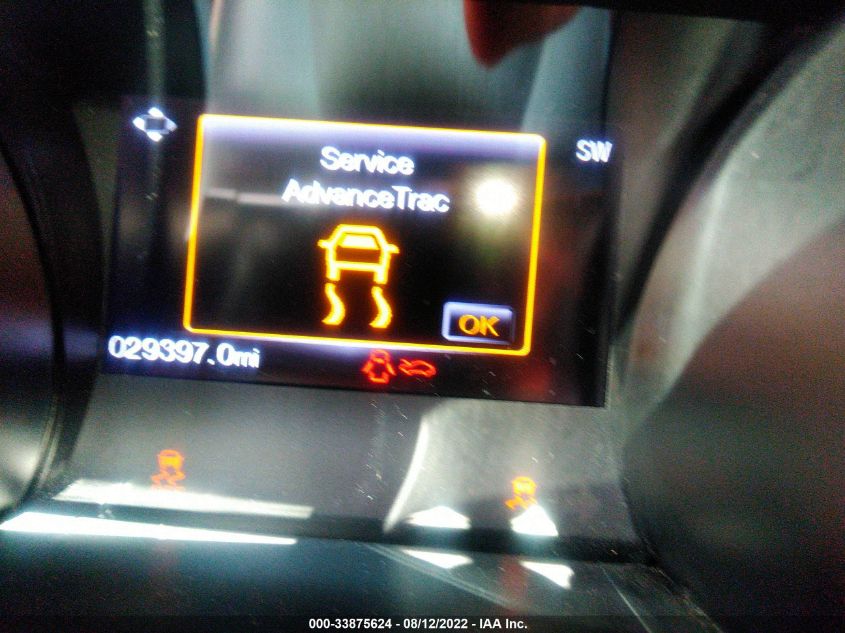 Service
SW
AdvanceTrac
OK
029397.0mi
000-33875624 - 08/12/2022 - IAA Inc.